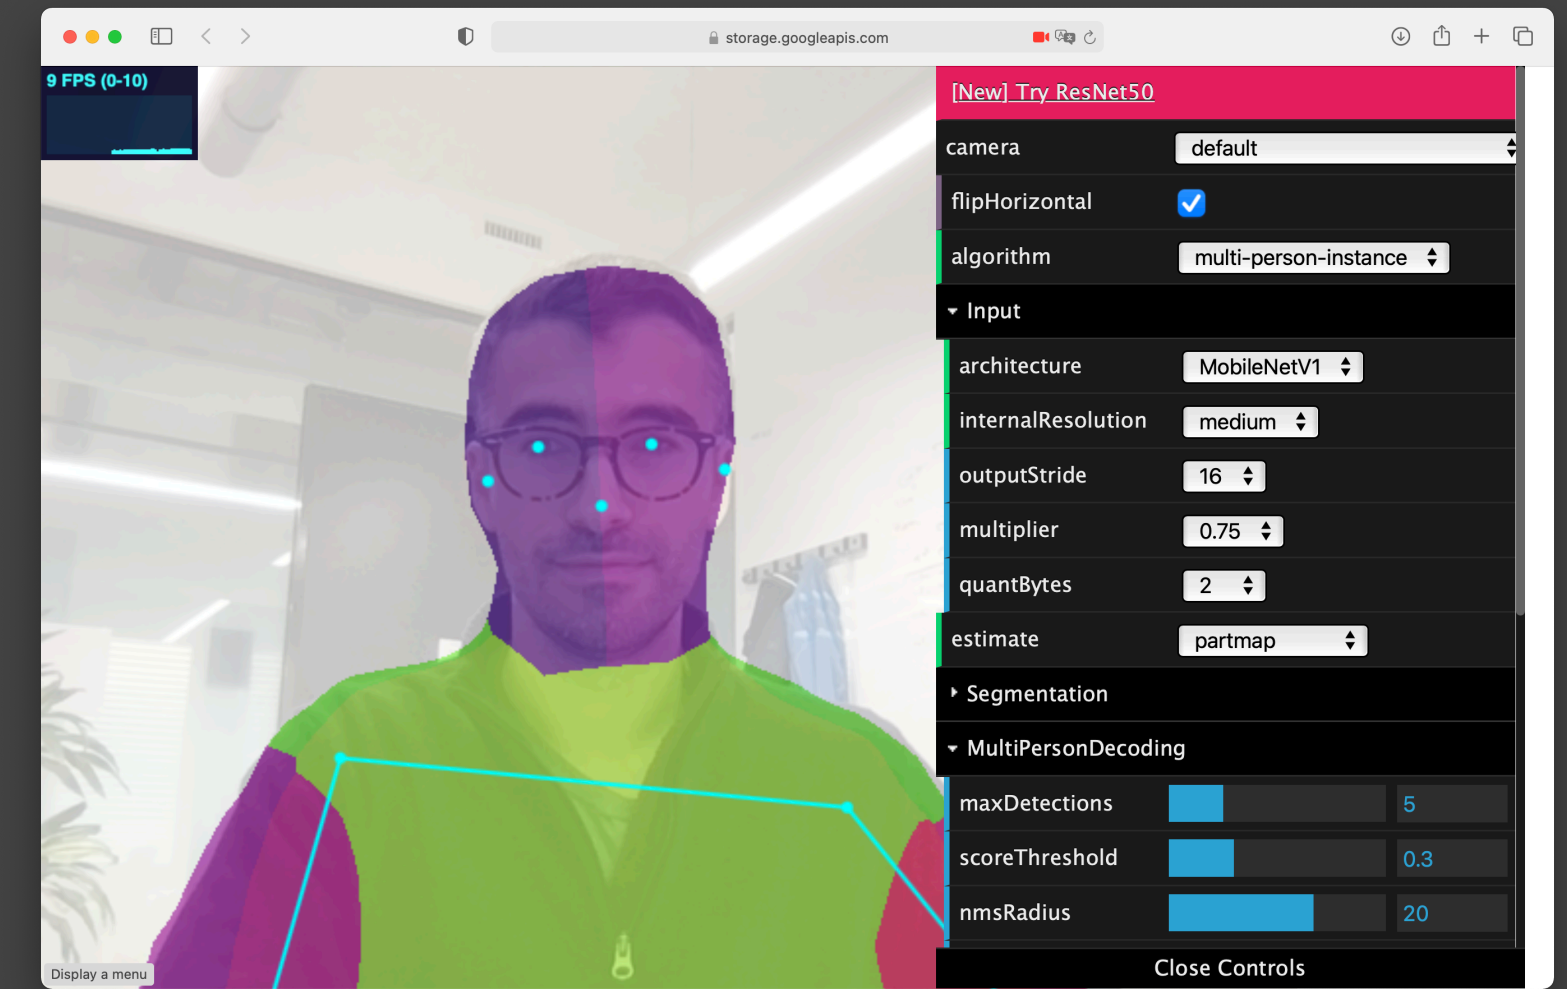 storage.googleapis.com
9 FPS (0-10)
[New] Try ResNet50
camera default
flipHorizontal
algorithm multi-person-instance
Input
architecture MobileNetV1
internalResolution medium
outputStride 16
multiplier 0.75
quantBytes 2
estimate partmap
Segmentation
MultiPersonDecoding
maxDetections 5
scoreThreshold 0.3
nmsRadius 20
Close Controls
Display a menu